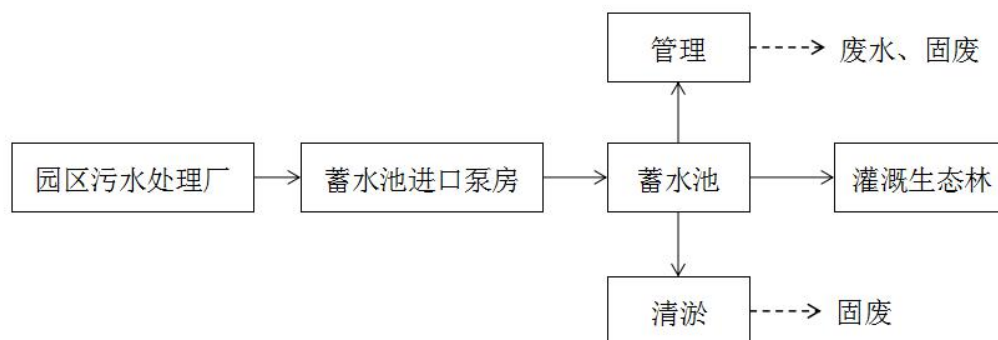 管理
废水、固废
园区污水处理厂
蓄水池进口泵房
蓄水池
灌溉生态林
清淤
固废